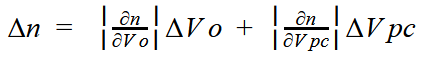 Δn = |∂n/∂Vo| ΔVo + |∂n/∂Vpc| ΔVpc